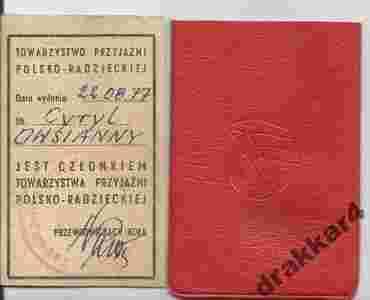 TOWARZYSTWO PRZYJAŹNI
POLSKO-RADZIECKIEJ
Data wydania 22.08.77
Ob. Cyryl
OWSIANNY
JEST CZŁONKIEM
TOWARZYSTWA PRZYJAŹNI
POLSKO-RADZIECKIEJ
PRZEWODNICZĄCY KOŁA
drakkar4